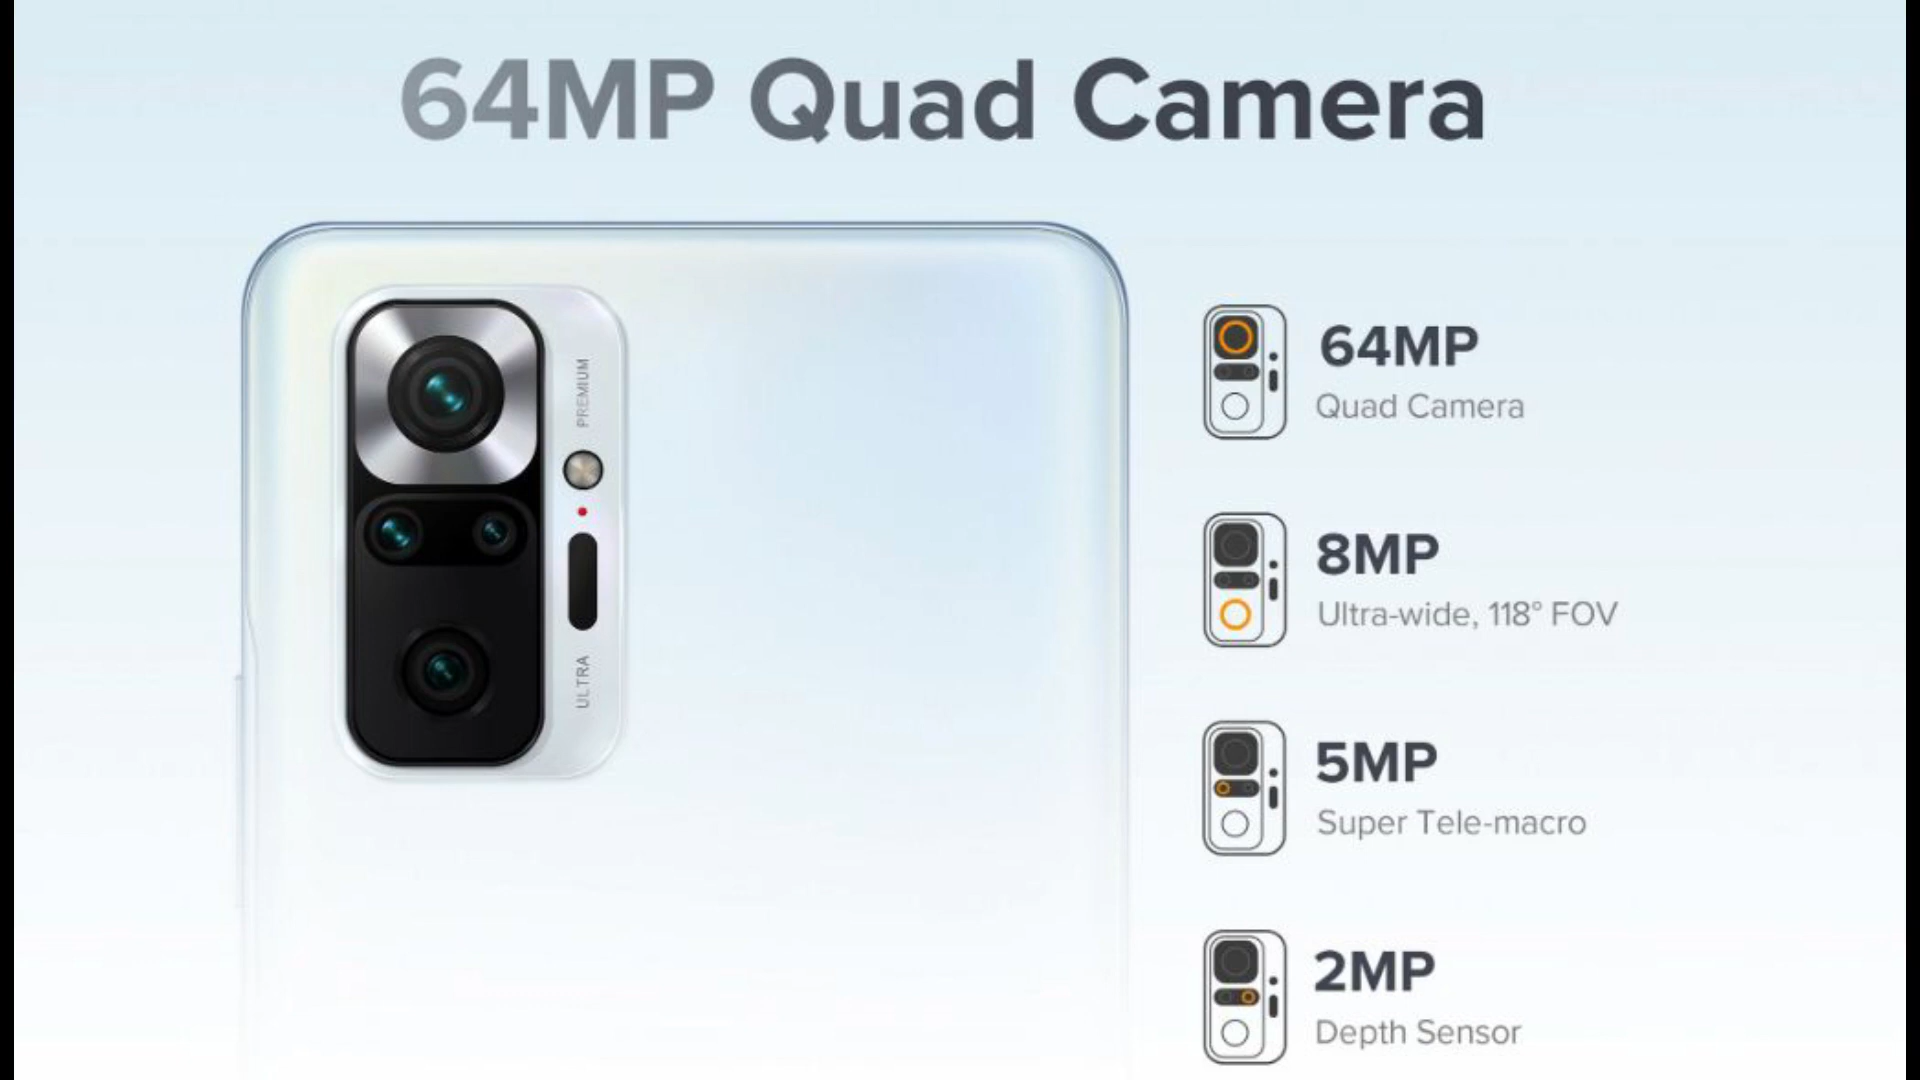 64MP Quad Camera
PREMIUM
ULTRA
64MP
Quad Camera
8MP
Ultra-wide, 118° FOV
5MP
Super Tele-macro
2MP
Depth Sensor